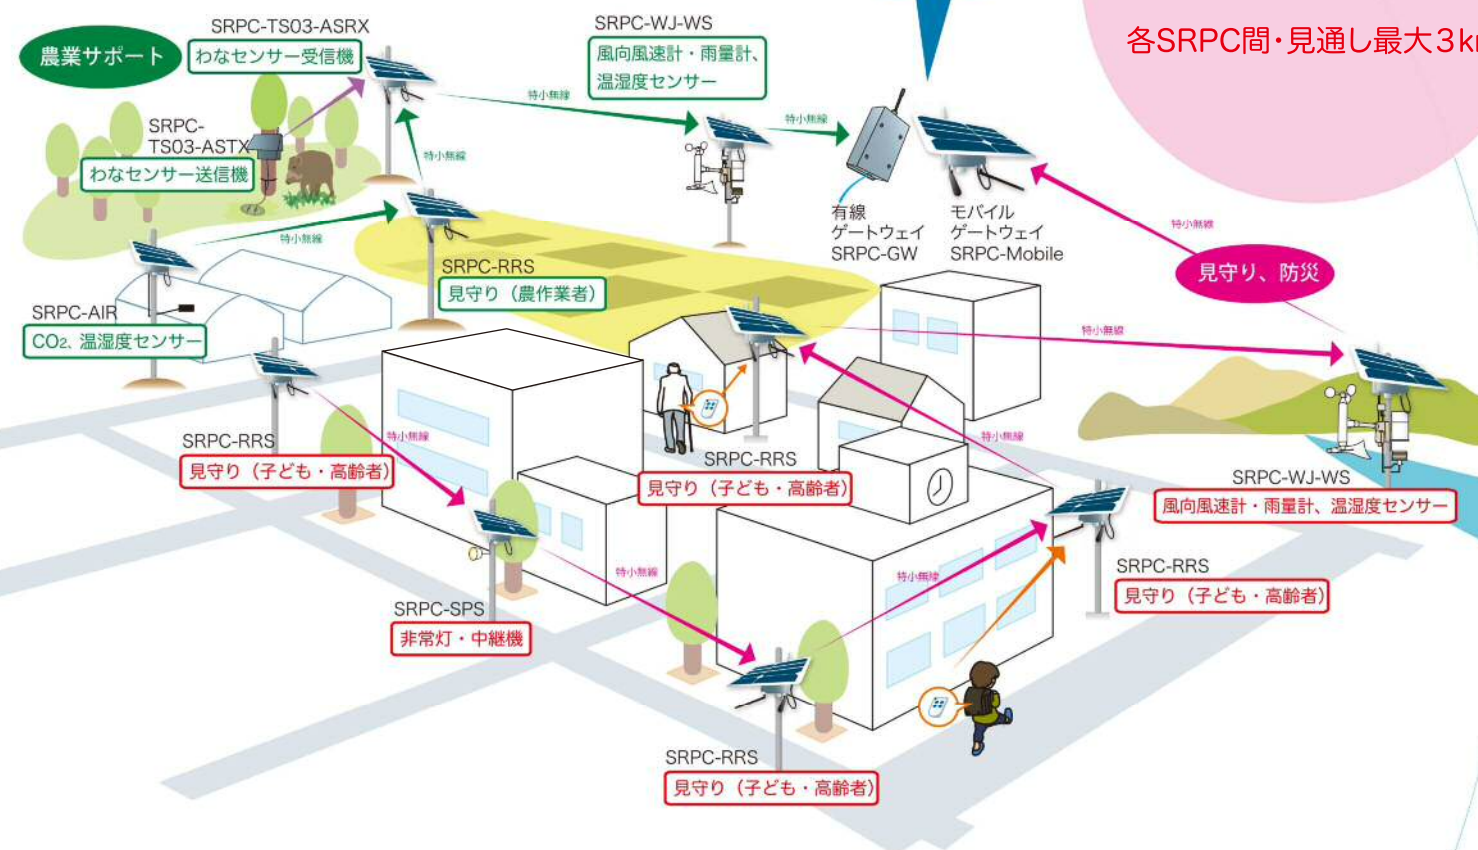 農業サポート
SRPC-TS03-ASRX
わなセンサー受信機
SRPC-WJ-WS
風向風速計・雨量計、
温湿度センサー
各SRPC間・見通し最大3k
特小無線
特小無線
SRPC-
TS03-ASTX
わなセンサー送信機
特小無線
有線
ゲートウェイ
SRPC-GW
モバイル
ゲートウェイ
SRPC-Mobile
特小無線
特小無線
見守り、防災
SRPC-RRS
見守り（農作業者）
SRPC-AIR
CO2、温湿度センサー
特小無線
SRPC-RRS
見守り（子ども・高齢者）
特小無線
特小無線
SRPC-RRS
見守り（子ども・高齢者）
SRPC-WJ-WS
風向風速計・雨量計、温湿度センサー
特小無線
特小無線
SRPC-RRS
見守り（子ども・高齢者）
SRPC-SPS
非常灯・中継機
SRPC-RRS
見守り（子ども・高齢者）